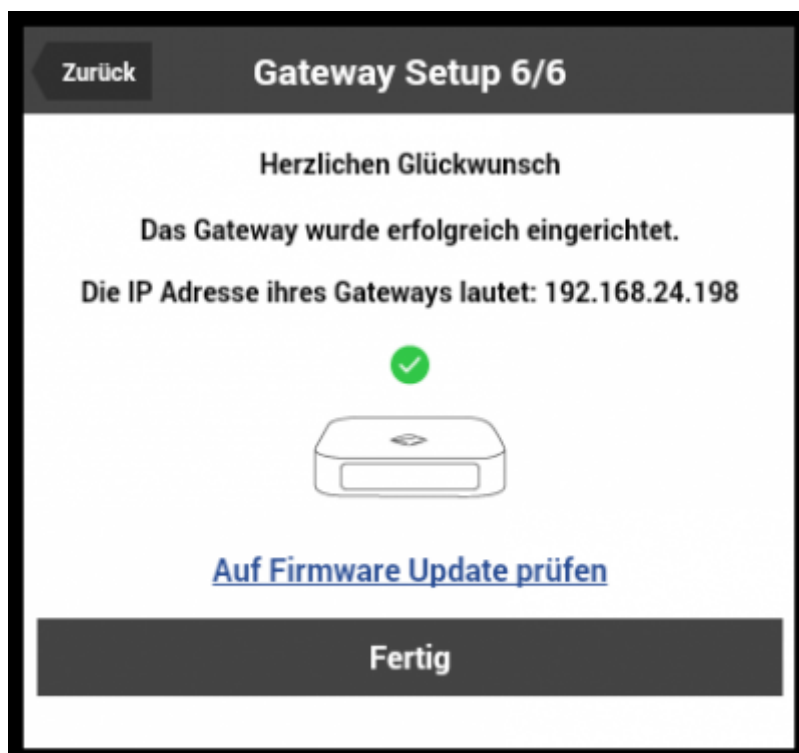 Zurück
Gateway Setup 6/6
Herzlichen Glückwunsch
Das Gateway wurde erfolgreich eingerichtet.
Die IP Adresse ihres Gateways lautet: 192.168.24.198
Auf Firmware Update prüfen
Fertig